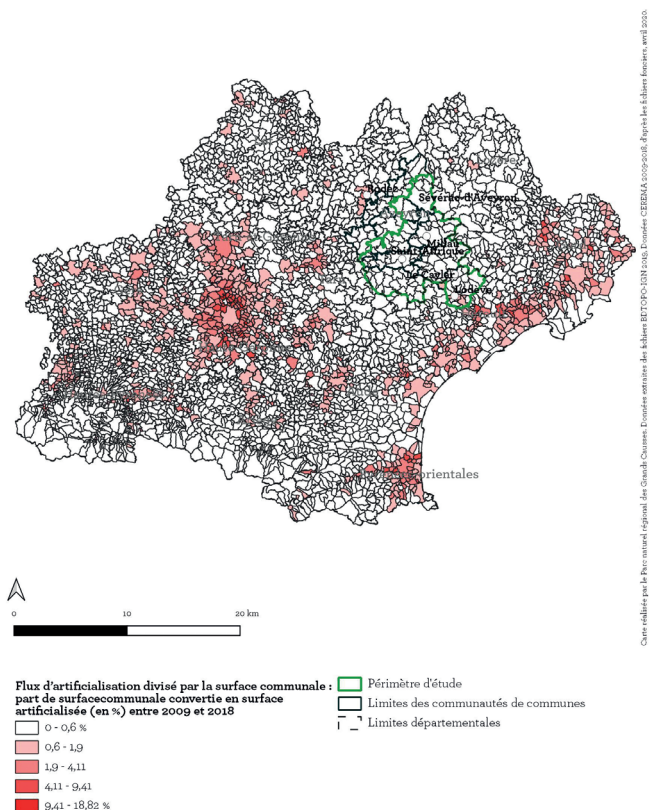 Carte réalisée par le Parc naturel régional des Grands Causses. Données extraites des fichiers BDTOPO-IGN 2019, Données CEREMA 2009-2018, d'après les fichiers fonciers, avril 2020.
Rodez
Sévérac-d'Aveyron
Millau
Saint-Affrique
le Caylar
Lodève
orientales
0
10
20 km
Flux d'artificialisation divisé par la surface communale :
part de surfacecommunale convertie en surface
artificialisée (en %) entre 2009 et 2018
0 - 0,6 %
0,6 - 1,9
1,9 - 4,11
4,11 - 9,41
9,41 - 18,82 %
Périmètre d'étude
Limites des communautés de communes
Limites départementales